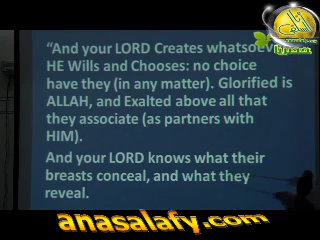 “And your LORD Creates whatsoever
HE Wills and Chooses: no choice
have they (in any matter). Glorified is
ALLAH, and Exalted above all that
they associate (as partners with
HIM).
And your LORD knows what their
breasts conceal, and what they
reveal.
anasalafy.com